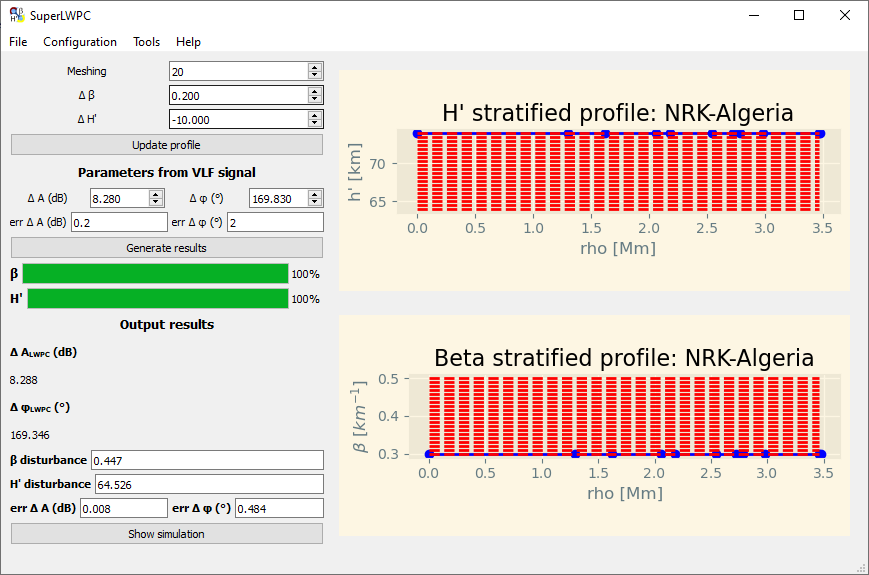 SuperLWPC
File Configuration Tools Help
Meshing 20
Δ β 0.200
Δ H' -10.000
Update profile
Parameters from VLF signal
Δ A (dB) 8.280 Δ φ (°) 169.830
err Δ A (dB) 0.2 err Δ φ (°) 2
Generate results
β 100%
H' 100%
Output results
Δ A_LWPC (dB)
8.288
Δ φ_LWPC (°)
169.346
β disturbance 0.447
H' disturbance 64.526
err Δ A (dB) 0.008 err Δ φ (°) 0.484
Show simulation
H' stratified profile: NRK-Algeria
h' [km]
70
65
0.0 0.5 1.0 1.5 2.0 2.5 3.0 3.5
rho [Mm]
Beta stratified profile: NRK-Algeria
β [km⁻¹]
0.5
0.4
0.3
0.0 0.5 1.0 1.5 2.0 2.5 3.0 3.5
rho [Mm]